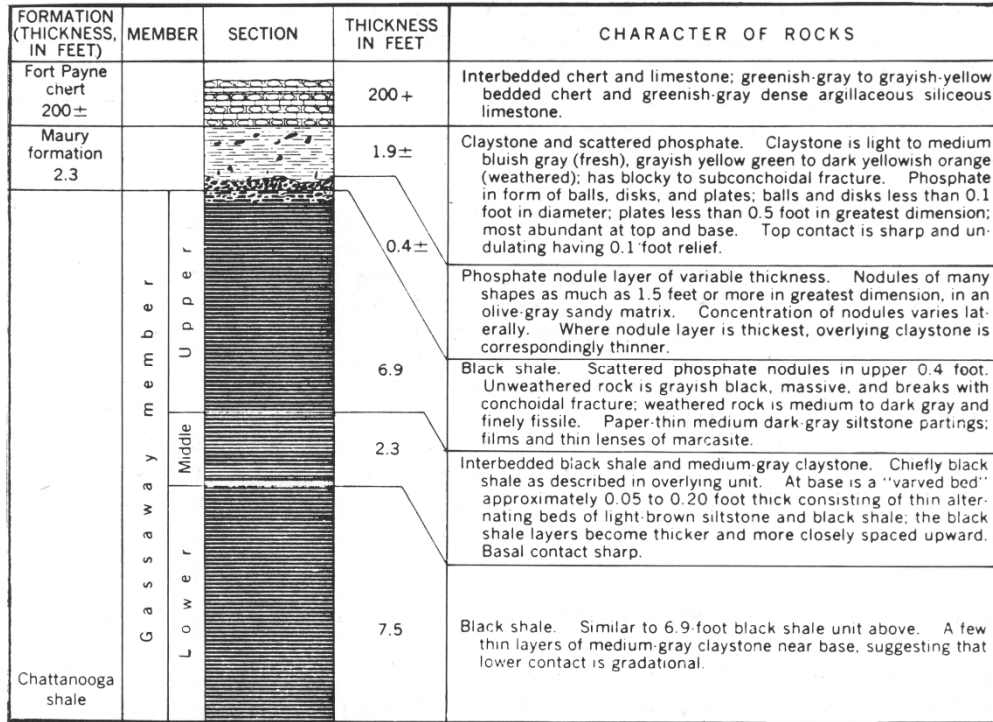 FORMATION (THICKNESS, IN FEET)
MEMBER
SECTION
THICKNESS IN FEET
CHARACTER OF ROCKS
Fort Payne
chert
200±
200+
Interbedded chert and limestone; greenish-gray to grayish-yellow
bedded chert and greenish-gray dense argillaceous siliceous
limestone.
Maury
formation
2.3
1.9±
Claystone and scattered phosphate. Claystone is light to medium
bluish gray (fresh), grayish yellow green to dark yellowish orange
(weathered); has blocky to subconchoidal fracture. Phosphate
in form of balls, disks, and plates; balls and disks less than 0.1
foot in diameter; plates less than 0.5 foot in greatest dimension;
most abundant at top and base. Top contact is sharp and un-
dulating having 0.1 foot relief.
0.4±
Phosphate nodule layer of variable thickness. Nodules of many
shapes as much as 1.5 feet or more in greatest dimension, in an
olive-gray sandy matrix. Concentration of nodules varies lat-
erally. Where nodule layer is thickest, overlying claystone is
correspondingly thinner.
Chattanooga
shale
Gassaway member
Upper
6.9
Black shale. Scattered phosphate nodules in upper 0.4 foot.
Unweathered rock is grayish black, massive, and breaks with
conchoidal fracture; weathered rock is medium to dark gray and
finely fissile. Paper-thin medium dark-gray siltstone partings;
films and thin lenses of marcasite.
Middle
2.3
Interbedded black shale and medium-gray claystone. Chiefly black
shale as described in overlying unit. At base is a "varved bed"
approximately 0.05 to 0.20 foot thick consisting of thin alter-
nating beds of light-brown siltstone and black shale; the black
shale layers become thicker and more closely spaced upward.
Basal contact sharp.
Lower
7.5
Black shale. Similar to 6.9-foot black shale unit above. A few
thin layers of medium-gray claystone near base, suggesting that
lower contact is gradational.